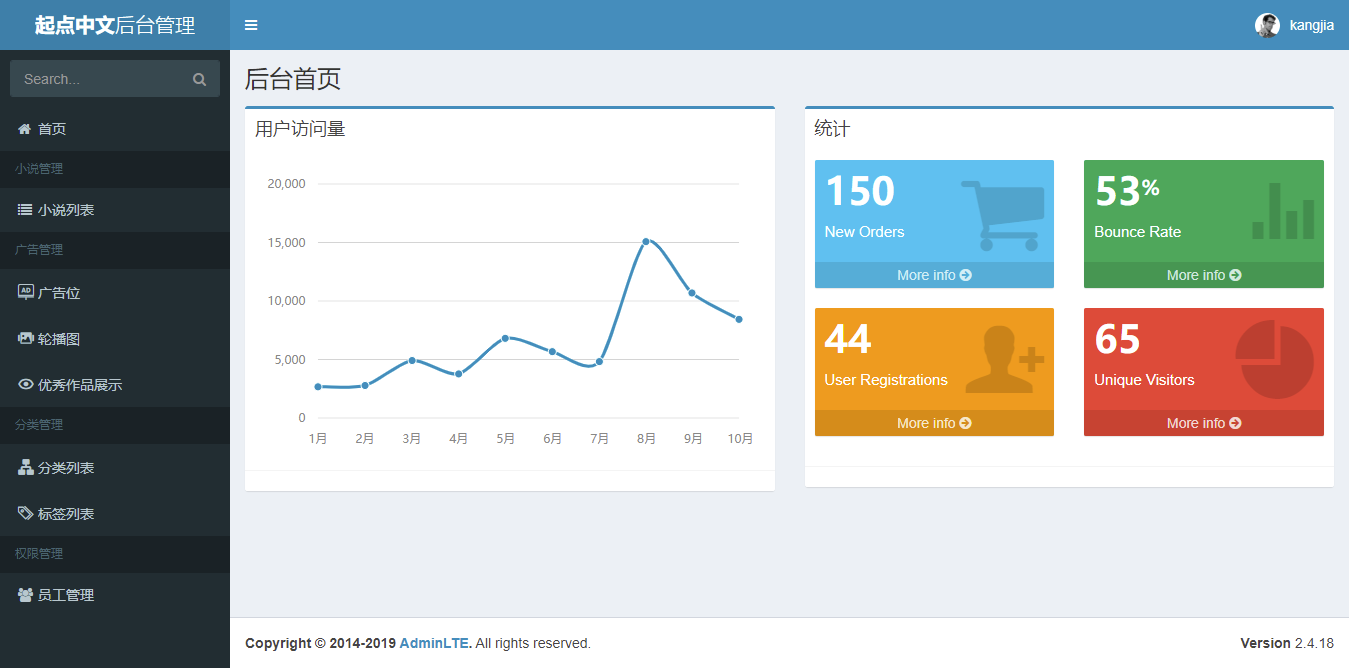 起点中文后台管理
kangjia
Search...
首页
小说管理
小说列表
广告管理
AD 广告位
轮播图
优秀作品展示
分类管理
分类列表
标签列表
权限管理
员工管理
后台首页
用户访问量
20,000
15,000
10,000
5,000
0
1月 2月 3月 4月 5月 6月 7月 8月 9月 10月
统计
150
New Orders
More info
53%
Bounce Rate
More info
44
User Registrations
More info
65
Unique Visitors
More info
Copyright © 2014-2019 AdminLTE. All rights reserved.
Version 2.4.18